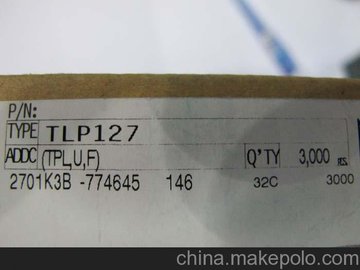 P/N:
TYPE TLP127
ADDC (TPL,U,F) Q'TY 3,000 PCS.
2701K3B -774645 146 32C 3000
china.makepolo.com